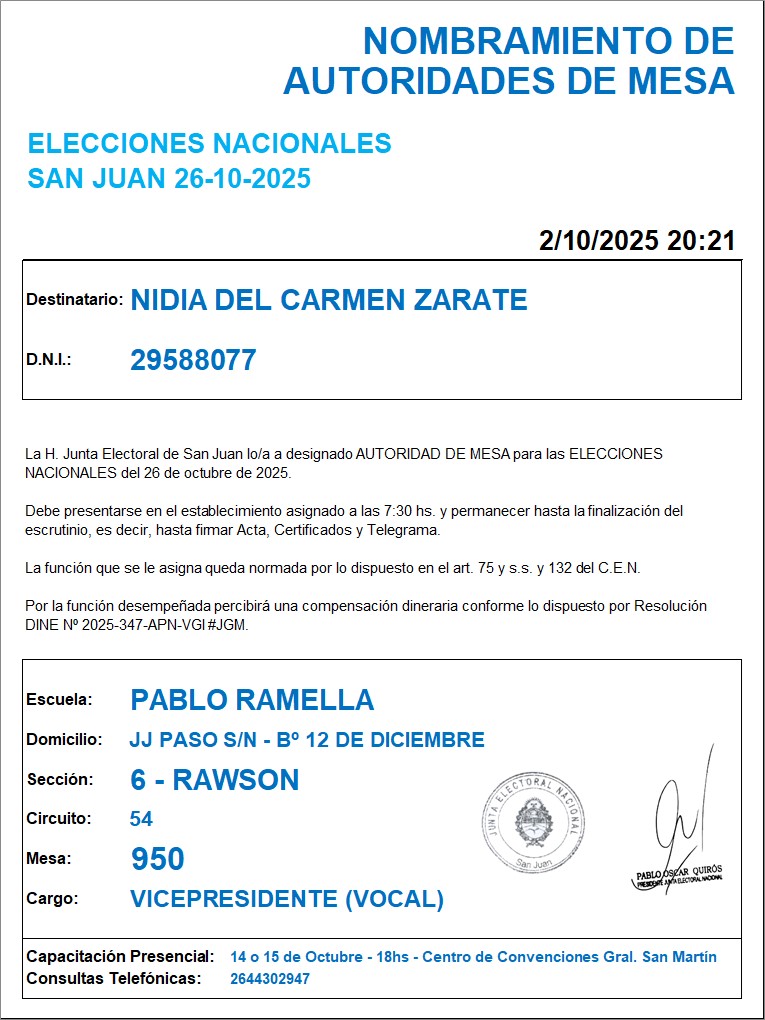 NOMBRAMIENTO DE
AUTORIDADES DE MESA
ELECCIONES NACIONALES
SAN JUAN 26-10-2025
2/10/2025 20:21
Destinatario: NIDIA DEL CARMEN ZARATE
D.N.I.: 29588077
La H. Junta Electoral de San Juan lo/a a designado AUTORIDAD DE MESA para las ELECCIONES
NACIONALES del 26 de octubre de 2025.
Debe presentarse en el establecimiento asignado a las 7:30 hs. y permanecer hasta la finalización del
escrutinio, es decir, hasta firmar Acta, Certificados y Telegrama.
La función que se le asigna queda normada por lo dispuesto en el art. 75 y s.s. y 132 del C.E.N.
Por la función desempeñada percibirá una compensación dineraria conforme lo dispuesto por Resolución
DINE Nº 2025-347-APN-VGI#JGM.
Escuela: PABLO RAMELLA
Domicilio: JJ PASO S/N - Bº 12 DE DICIEMBRE
Sección: 6 - RAWSON
Circuito: 54
Mesa: 950
Cargo: VICEPRESIDENTE (VOCAL)
JUNTA ELECTORAL NACIONAL
San Juan
PABLO OSCAR QUIRÓS
PRESIDENTE JUNTA ELECTORAL NACIONAL
Capacitación Presencial: 14 o 15 de Octubre - 18hs - Centro de Convenciones Gral. San Martín
Consultas Telefónicas: 2644302947